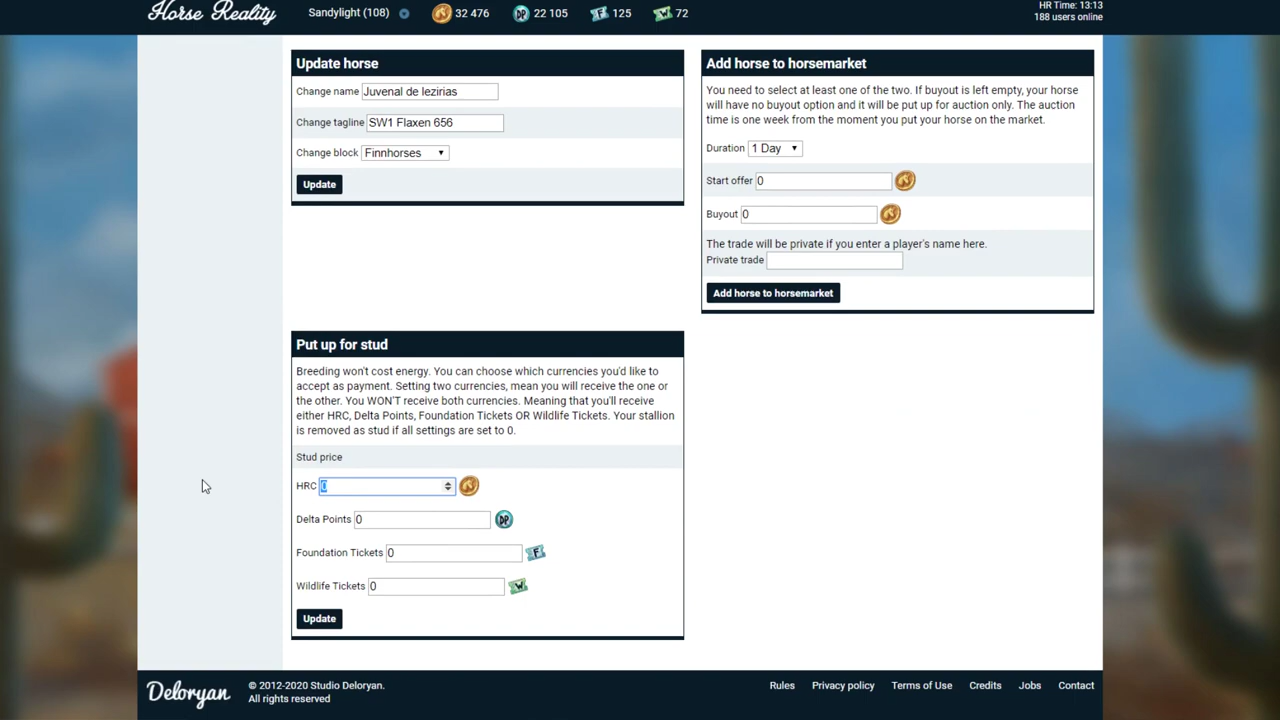 Horse Reality
Sandylight (108)
32 476
DP
22 105
F
125
W
72
HR Time: 13:13
188 users online
Update horse
Change name Juvenal de lezirias
Change tagline SW1 Flaxen 656
Change block Finnhorses
Update
Add horse to horsemarket
You need to select at least one of the two. If buyout is left empty, your horse
will have no buyout option and it will be put up for auction only. The auction
time is one week from the moment you put your horse on the market.
Duration 1 Day
Start offer 0
Buyout 0
The trade will be private if you enter a player's name here.
Private trade
Add horse to horsemarket
Put up for stud
Breeding won't cost energy. You can choose which currencies you'd like to
accept as payment. Setting two currencies, mean you will receive the one or
the other. You WON'T receive both currencies. Meaning that you'll receive
either HRC, Delta Points, Foundation Tickets OR Wildlife Tickets. Your stallion
is removed as stud if all settings are set to 0.
Stud price
HRC 0
Delta Points 0 DP
Foundation Tickets 0 F
Wildlife Tickets 0 W
Update
Deloryan
© 2012-2020 Studio Deloryan.
All rights reserved
Rules Privacy policy Terms of Use Credits Jobs Contact